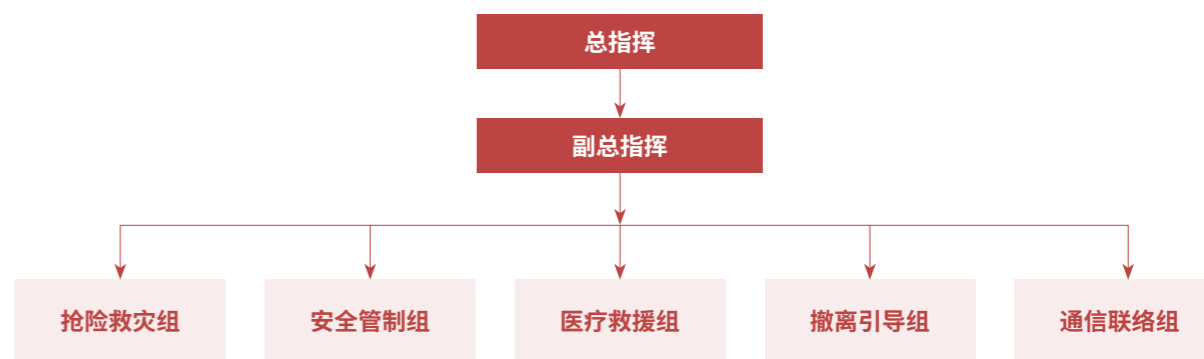 总指挥
副总指挥
抢险救灾组
安全管制组
医疗救援组
撤离引导组
通信联络组